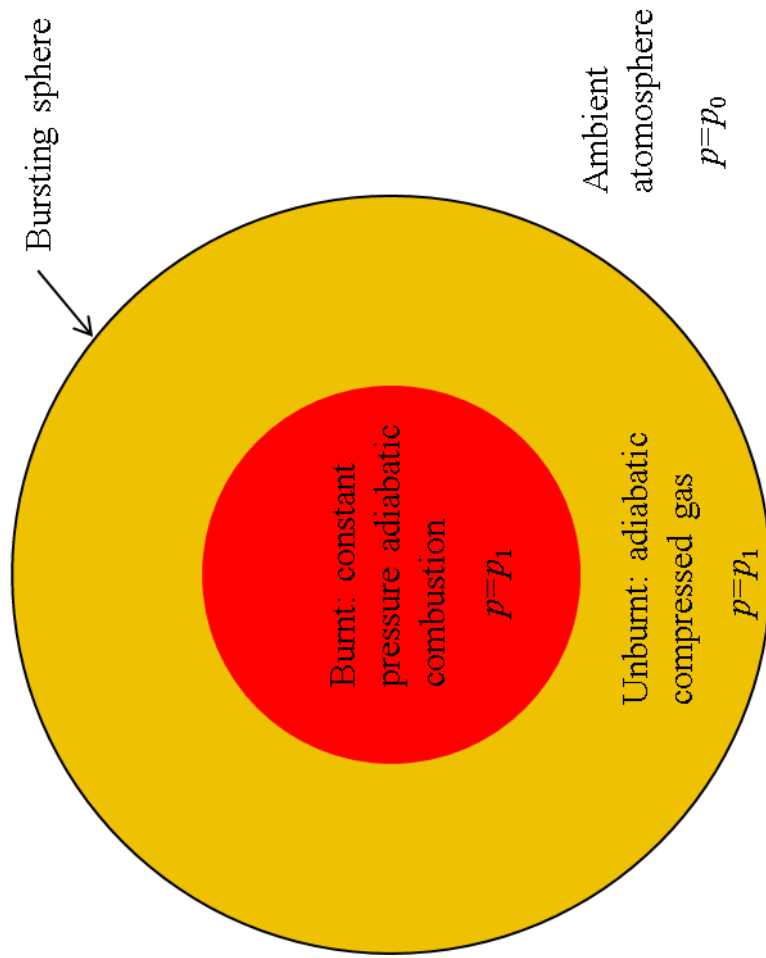 Bursting sphere
Burnt: constant
pressure adiabatic
combustion
p=p₁
Unburnt: adiabatic
compressed gas
p=p₁
Ambient
atomosphere
p=p₀